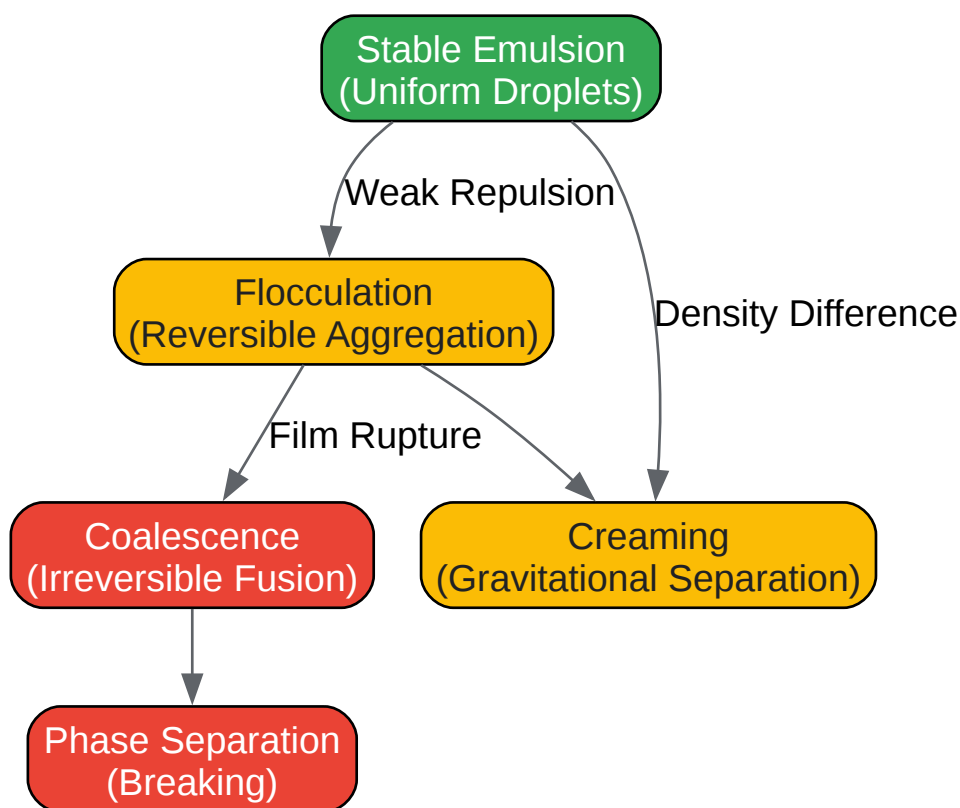 Stable Emulsion
(Uniform Droplets)
Weak Repulsion
Flocculation
(Reversible Aggregation)
Density Difference
Film Rupture
Coalescence
(Irreversible Fusion)
Creaming
(Gravitational Separation)
Phase Separation
(Breaking)